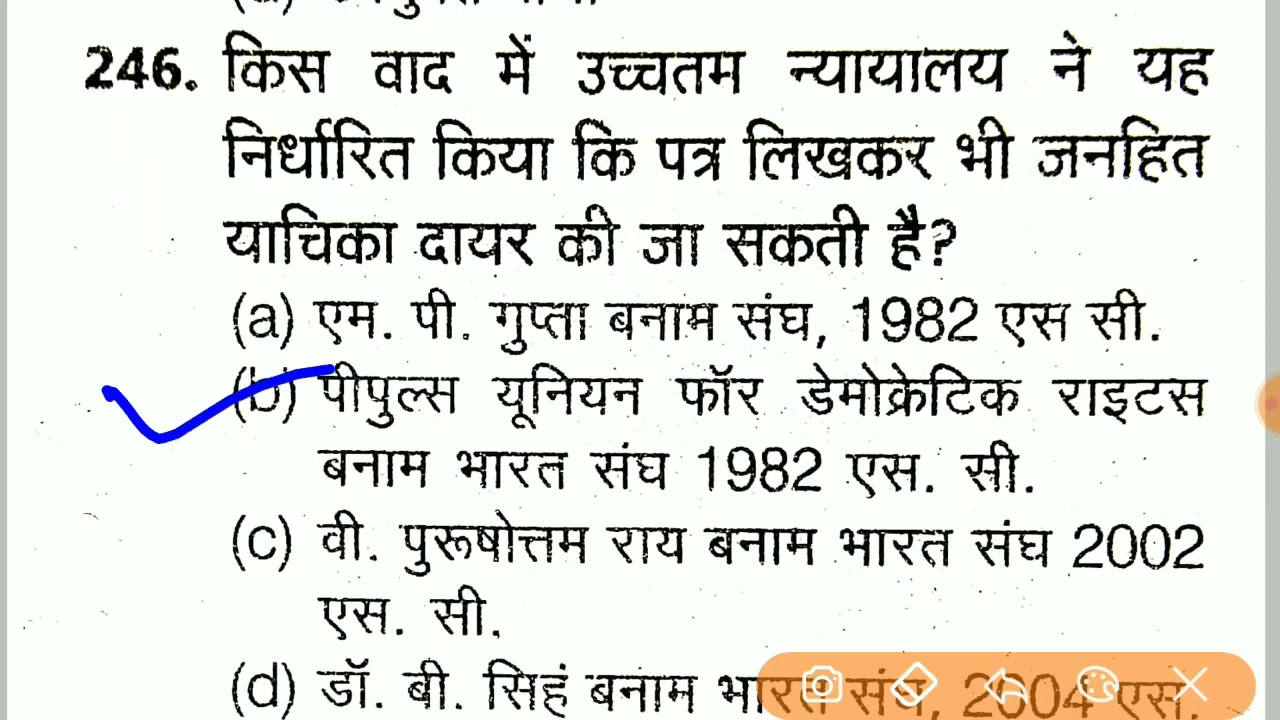 246. किस वाद में उच्चतम न्यायालय ने यह
निर्धारित किया कि पत्र लिखकर भी जनहित
याचिका दायर की जा सकती है?
(a) एम. पी. गुप्ता बनाम संघ, 1982 एस सी.
(b) पीपुल्स यूनियन फॉर डेमोक्रेटिक राइटस
बनाम भारत संघ 1982 एस. सी.
(c) वी. पुरूषोत्तम राय बनाम भारत संघ 2002
एस. सी.
(d) डॉ. बी. सिहं बनाम भारत संघ, 2004 एस.